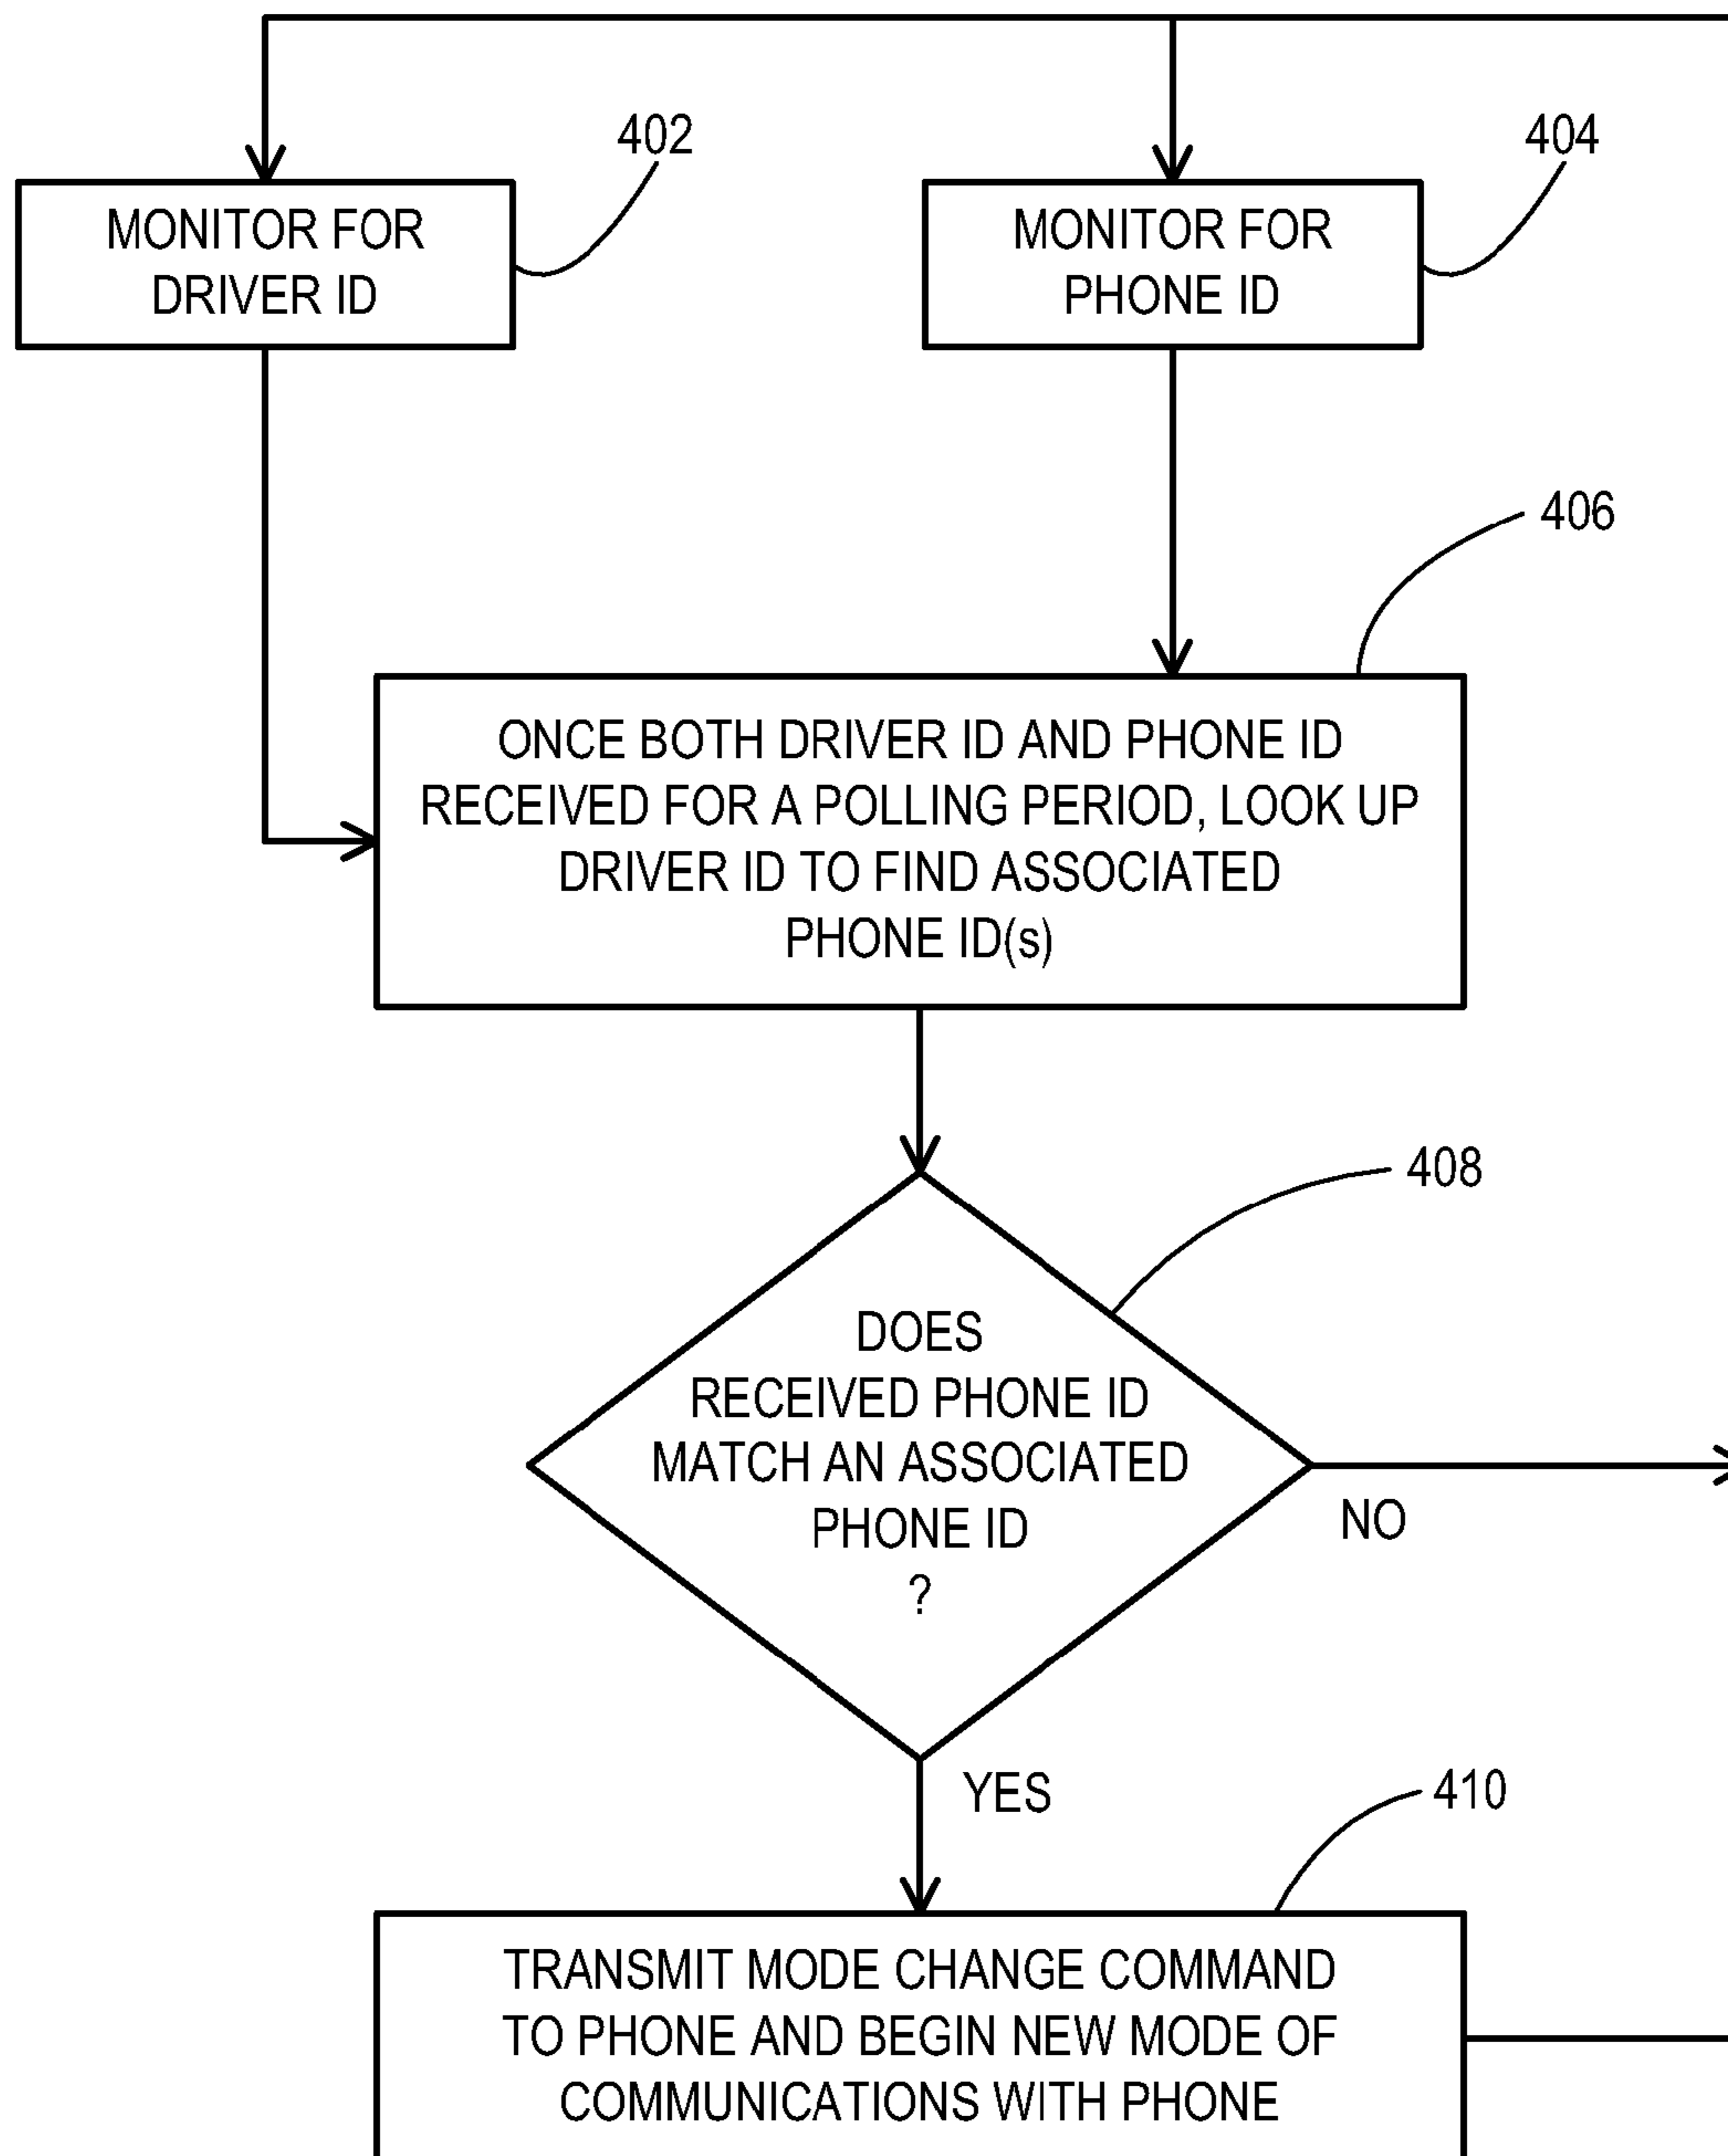 402
404
MONITOR FOR
DRIVER ID
MONITOR FOR
PHONE ID
406
ONCE BOTH DRIVER ID AND PHONE ID
RECEIVED FOR A POLLING PERIOD, LOOK UP
DRIVER ID TO FIND ASSOCIATED
PHONE ID(s)
408
DOES
RECEIVED PHONE ID
MATCH AN ASSOCIATED
PHONE ID
?
NO
YES
410
TRANSMIT MODE CHANGE COMMAND
TO PHONE AND BEGIN NEW MODE OF
COMMUNICATIONS WITH PHONE